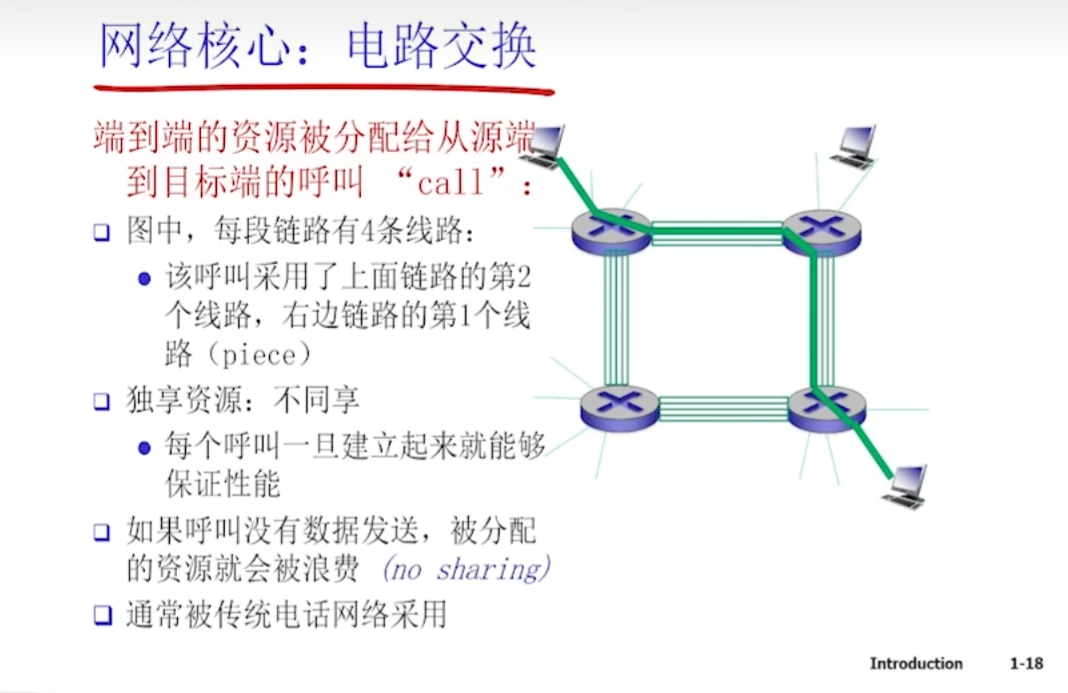 网络核心：电路交换
端到端的资源被分配给从源端
到目标端的呼叫 “call”：
图中，每段链路有4条线路：
该呼叫采用了上面链路的第2
个线路，右边链路的第1个线
路（piece）
独享资源：不同享
每个呼叫一旦建立起来就能够
保证性能
如果呼叫没有数据发送，被分配
的资源就会被浪费 (no sharing)
通常被传统电话网络采用
Introduction 1-18